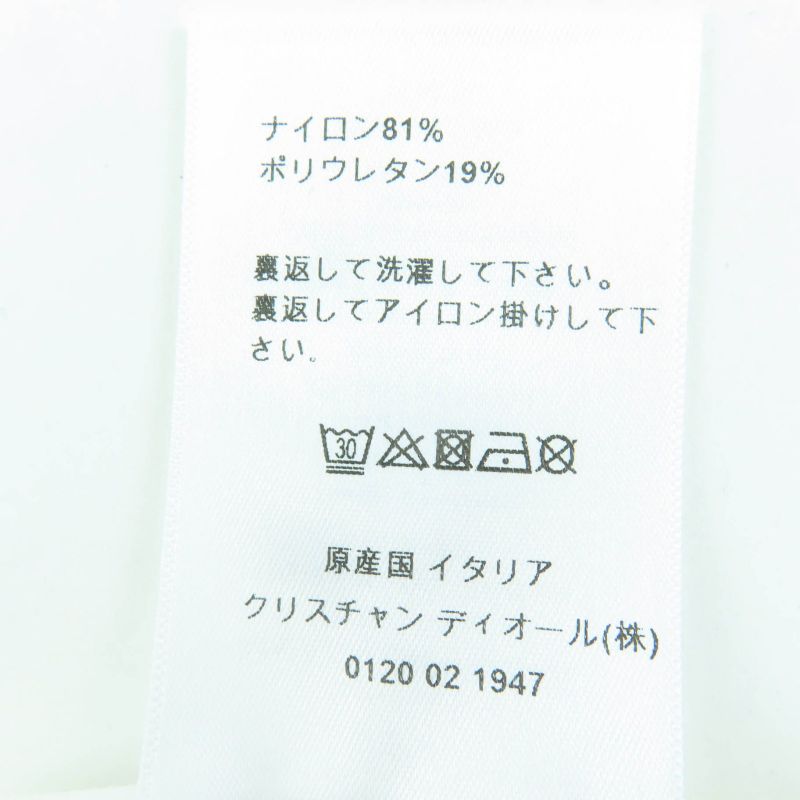 ナイロン81%
ポリウレタン19%
裏返して洗濯して下さい。
裏返してアイロン掛けして下
さい。
30
原産国 イタリア
クリスチャン ディオール(株)
0120 02 1947